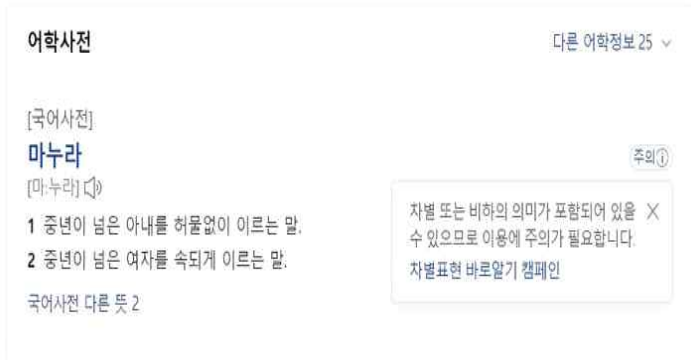 어학사전
다른 어학정보 25
[국어사전]
마누라
주의
[마:누라]
1 중년이 넘은 아내를 허물없이 이르는 말.
2 중년이 넘은 여자를 속되게 이르는 말.
국어사전 다른 뜻 2
차별 또는 비하의 의미가 포함되어 있을
수 있으므로 이용에 주의가 필요합니다.
차별표현 바로알기 캠페인